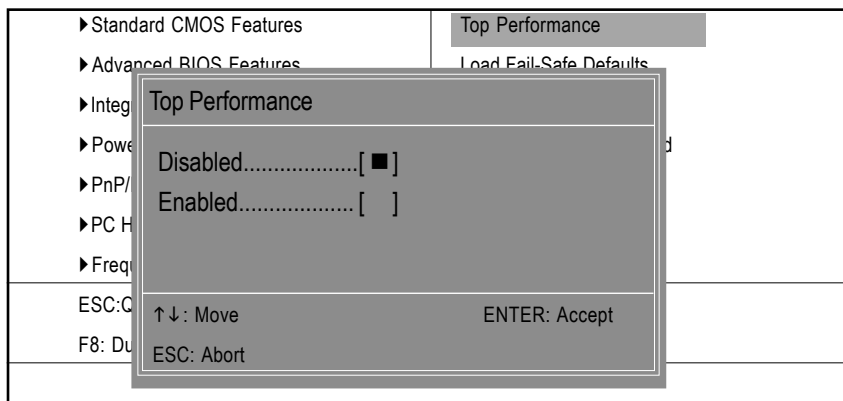 ▶Standard CMOS Features
Top Performance
▶Advanced BIOS Features
Load Fail-Safe Defaults
▶Integ
▶Powe
d
▶PnP/
▶PC H
▶Frequ
ESC:Q
F8: Du
Top Performance
Disabled...................[ ■ ]
Enabled................... [ ]
↑↓: Move
ENTER: Accept
ESC: Abort